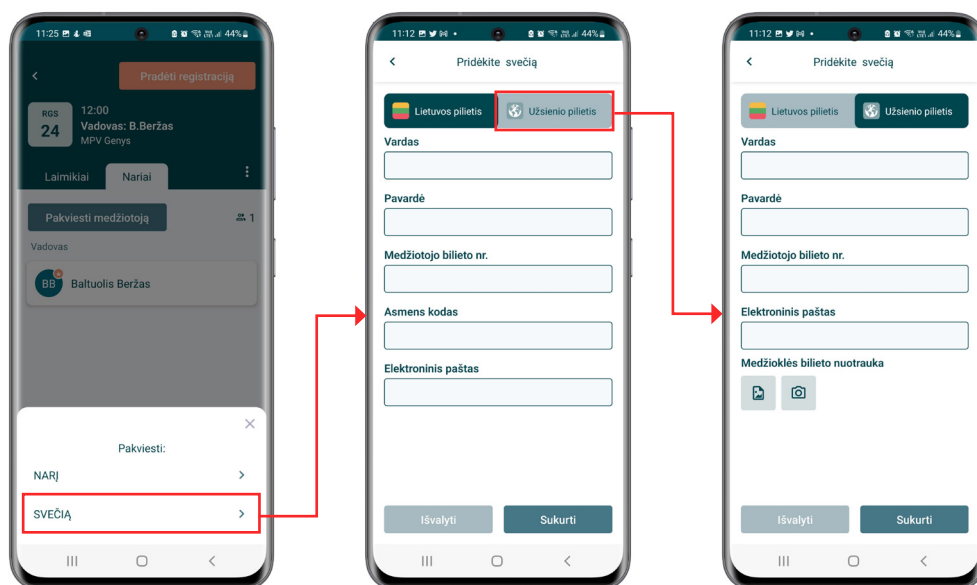 11:25 44%
Pradėti registraciją
RGS
24
12:00
Vadovas: B.Beržas
MPV Genys
Laimikiai Nariai
Pakviesti medžiotoją 1
Vadovas
BB Baltuolis Beržas
Pakviesti:
NARĮ
SVEČIĄ
11:12 44%
Pridėkite svečią
Lietuvos pilietis Užsienio pilietis
Vardas
Pavardė
Medžiotojo bilieto nr.
Asmens kodas
Elektroninis paštas
Išvalyti Sukurti
11:12 44%
Pridėkite svečią
Lietuvos pilietis Užsienio pilietis
Vardas
Pavardė
Medžiotojo bilieto nr.
Elektroninis paštas
Medžioklės bilieto nuotrauka
Išvalyti Sukurti